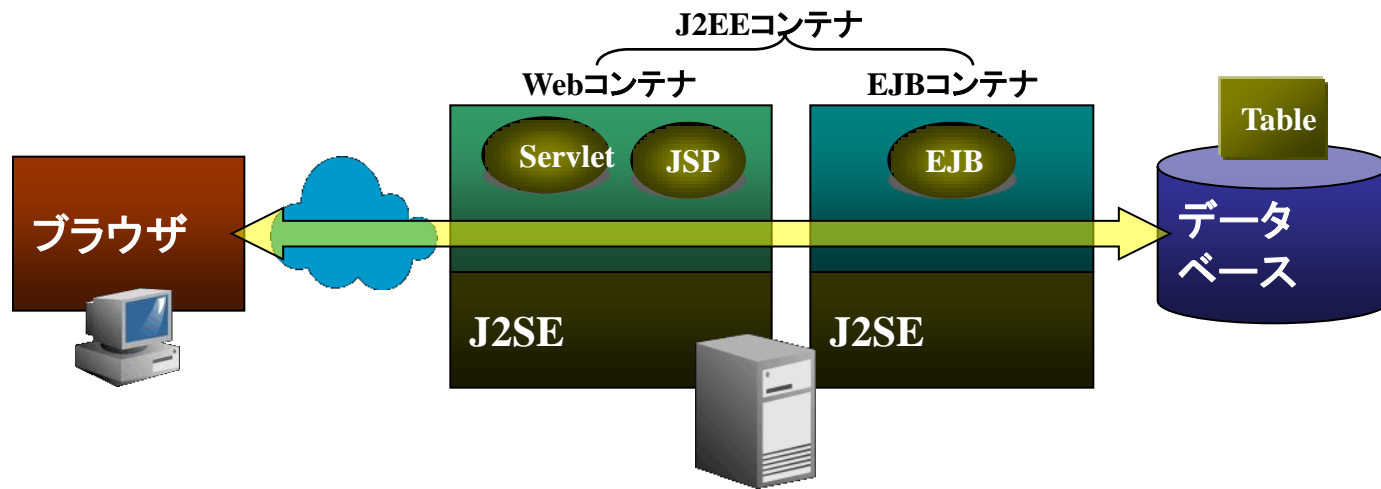 J2EEコンテナ
Webコンテナ
EJBコンテナ
Servlet
JSP
EJB
Table
ブラウザ
データ
ベース
J2SE
J2SE